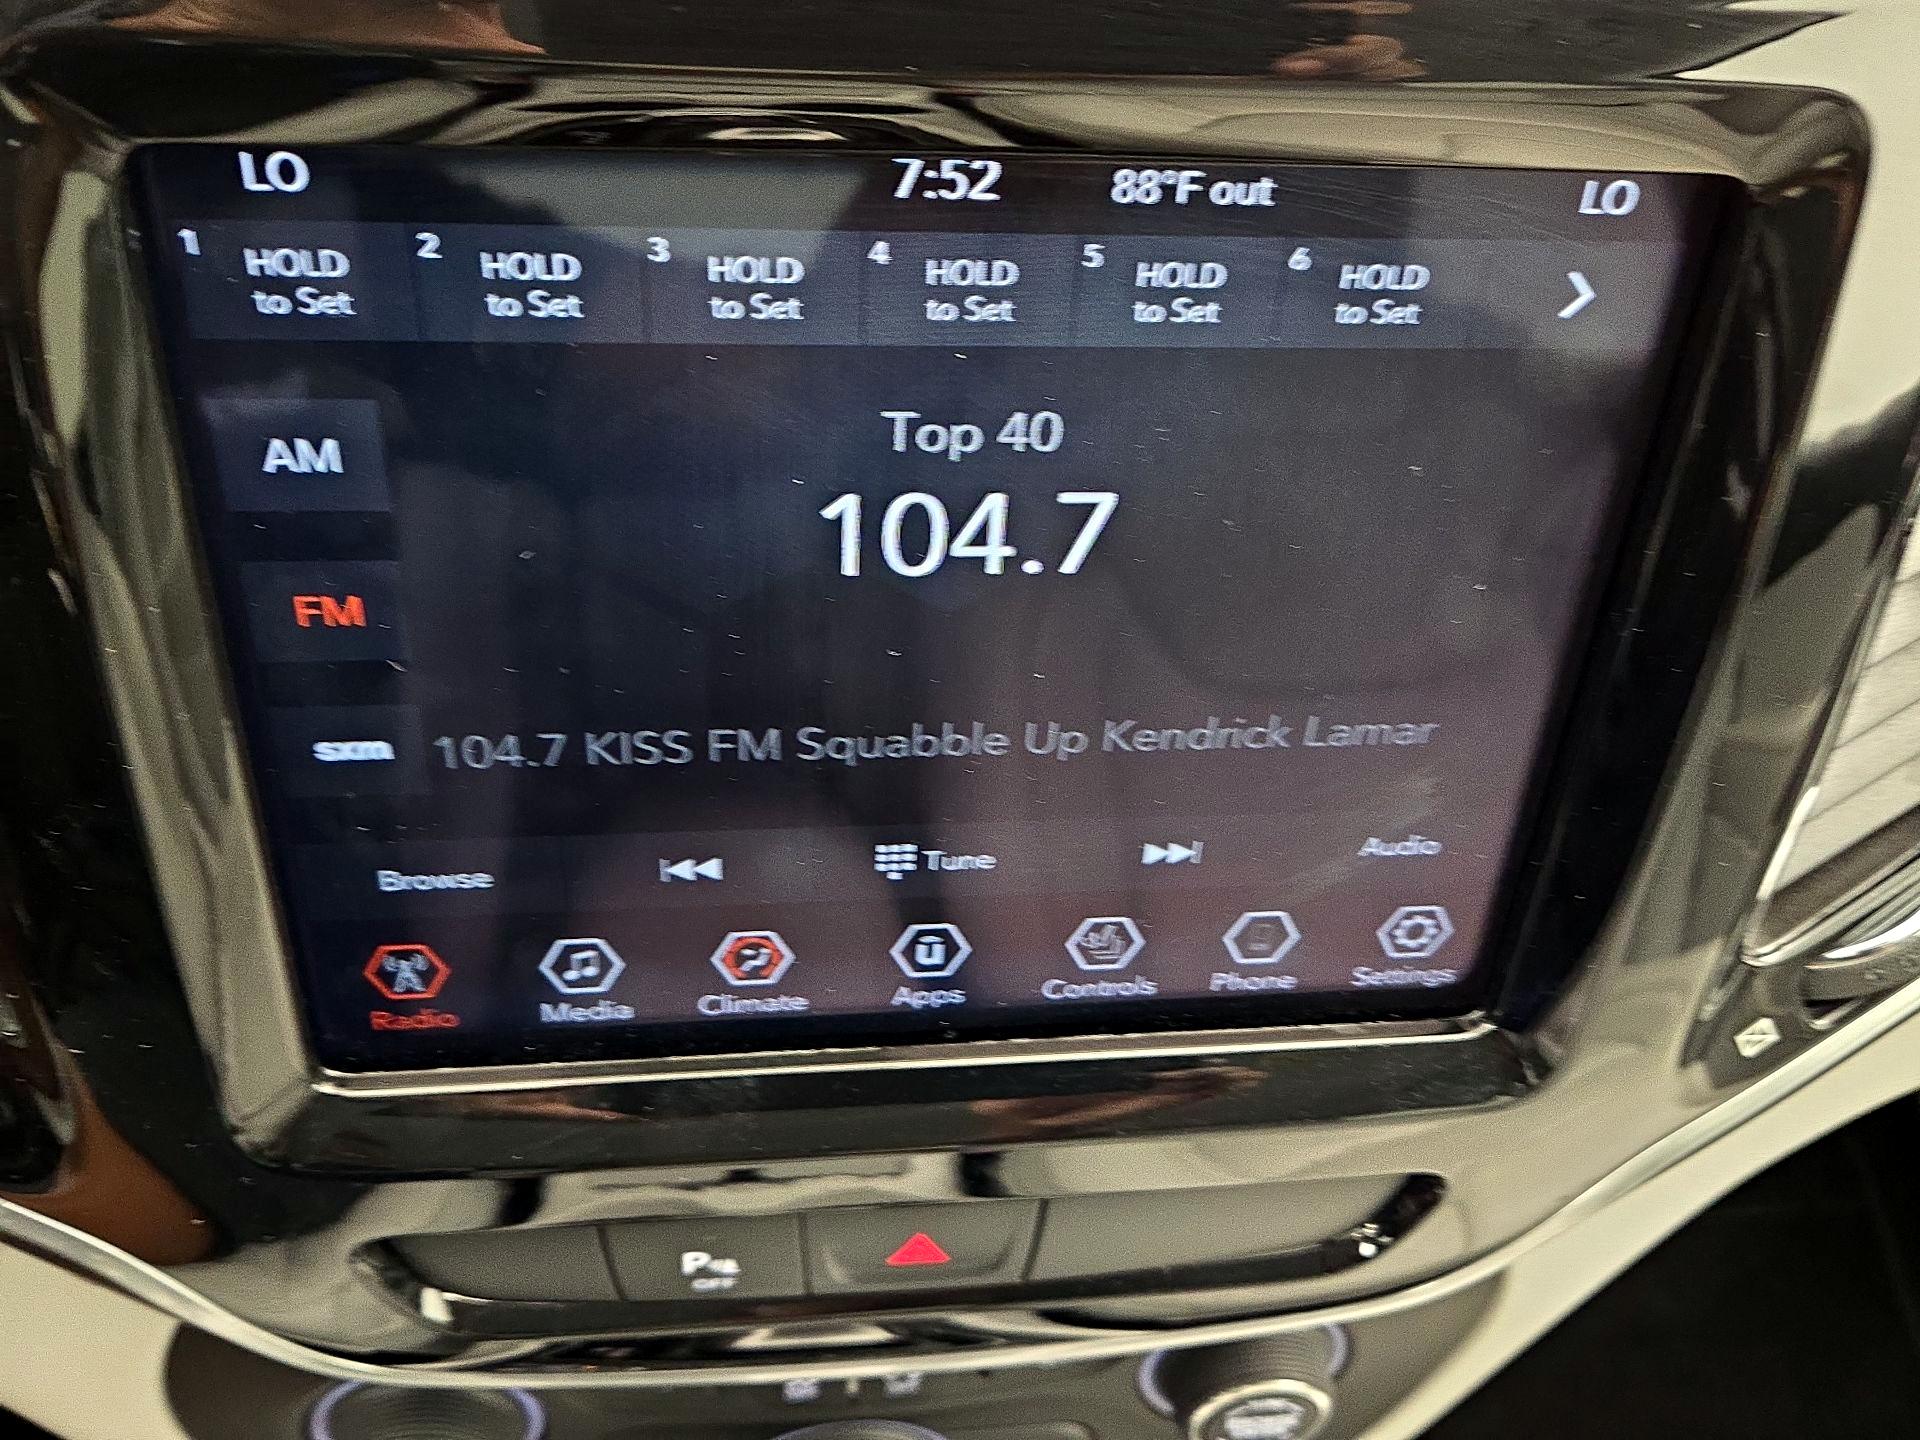 LO 7:52 88°F out LO
1 HOLD to Set
2 HOLD to Set
3 HOLD to Set
4 HOLD to Set
5 HOLD to Set
6 HOLD to Set
AM
Top 40
104.7
FM
sxm
104.7 KISS FM Squabble Up Kendrick Lamar
Browse Tune Audio
Radio Media Climate Apps Controls Phone Settings
OFF